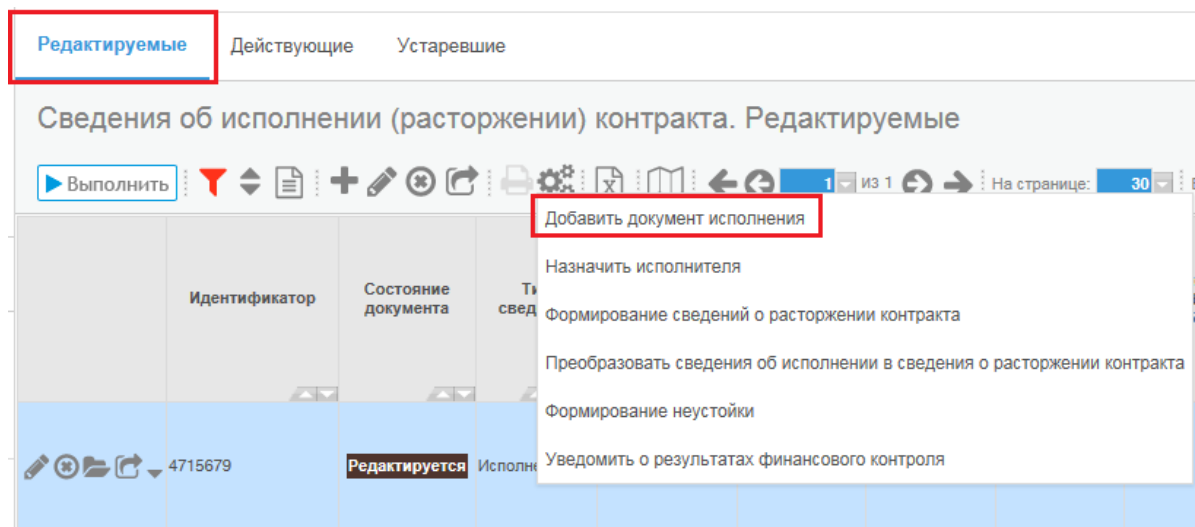 Редактируемые Действующие Устаревшие
Сведения об исполнении (расторжении) контракта. Редактируемые
Выполнить 1 из 1 На странице: 30
Добавить документ исполнения
Назначить исполнителя
Идентификатор
Состояние
документа
Формирование сведений о расторжении контракта
Преобразовать сведения об исполнении в сведения о расторжении контракта
Формирование неустойки
4715679 Редактируется
Уведомить о результатах финансового контроля